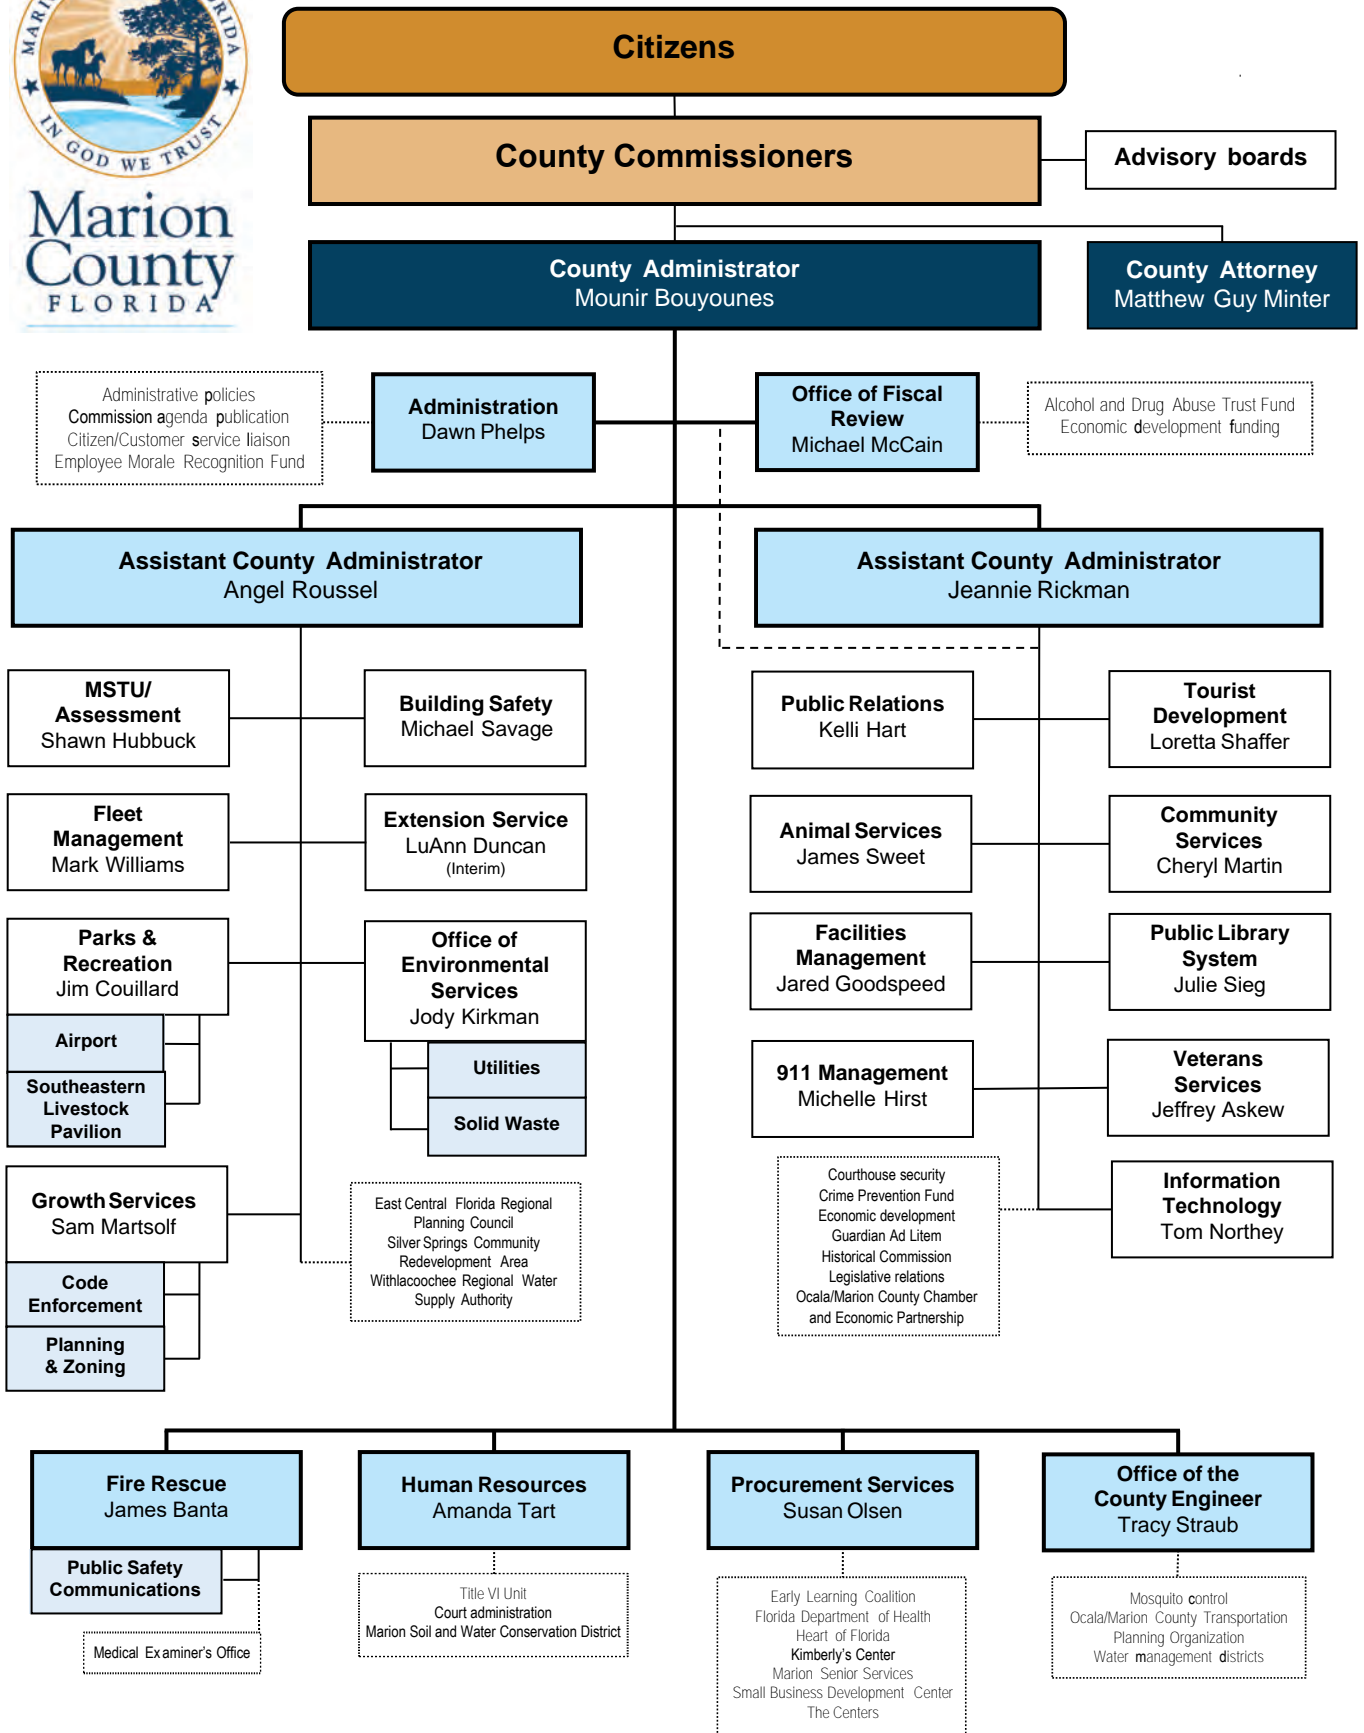 IN GOD WE TRUST
Marion
County
FLORIDA
Citizens
County Commissioners
Advisory boards
County Administrator
Mounir Bouyounes
County Attorney
Matthew Guy Minter
Administrative policies
Commission agenda publication
Citizen/Customer service liaison
Employee Morale Recognition Fund
Administration
Dawn Phelps
Office of Fiscal
Review
Michael McCain
Alcohol and Drug Abuse Trust Fund
Economic development funding
Assistant County Administrator
Angel Roussel
Assistant County Administrator
Jeannie Rickman
MSTU/
Assessment
Shawn Hubbuck
Building Safety
Michael Savage
Fleet
Management
Mark Williams
Extension Service
LuAnn Duncan
(Interim)
Parks &
Recreation
Jim Couillard
Airport
Southeastern
Livestock
Pavilion
Office of
Environmental
Services
Jody Kirkman
Utilities
Solid Waste
Growth Services
Sam Martsolf
Code
Enforcement
Planning
& Zoning
East Central Florida Regional
Planning Council
Silver Springs Community
Redevelopment Area
Withlacoochee Regional Water
Supply Authority
Public Relations
Kelli Hart
Tourist
Development
Loretta Shaffer
Animal Services
James Sweet
Community
Services
Cheryl Martin
Facilities
Management
Jared Goodspeed
Public Library
System
Julie Sieg
911 Management
Michelle Hirst
Veterans
Services
Jeffrey Askew
Courthouse security
Crime Prevention Fund
Economic development
Guardian Ad Litem
Historical Commission
Legislative relations
Ocala/Marion County Chamber
and Economic Partnership
Information
Technology
Tom Northey
Fire Rescue
James Banta
Public Safety
Communications
Medical Examiner's Office
Human Resources
Amanda Tart
Title VI Unit
Court administration
Marion Soil and Water Conservation District
Procurement Services
Susan Olsen
Early Learning Coalition
Florida Department of Health
Heart of Florida
Kimberly's Center
Marion Senior Services
Small Business Development Center
The Centers
Office of the
County Engineer
Tracy Straub
Mosquito control
Ocala/Marion County Transportation
Planning Organization
Water management districts